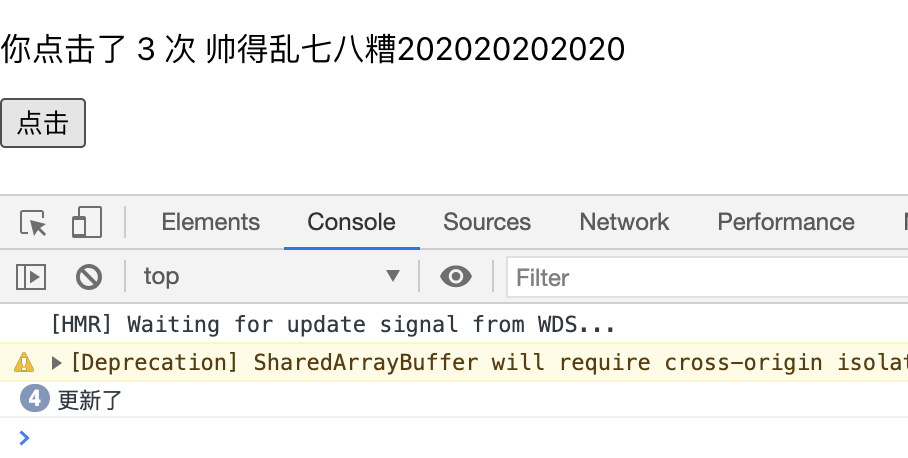 你点击了 3 次 帅得乱七八糟202020202020
点击
Elements Console Sources Network Performance
top Filter
[HMR] Waiting for update signal from WDS...
[Deprecation] SharedArrayBuffer will require cross-origin isola
4 更新了